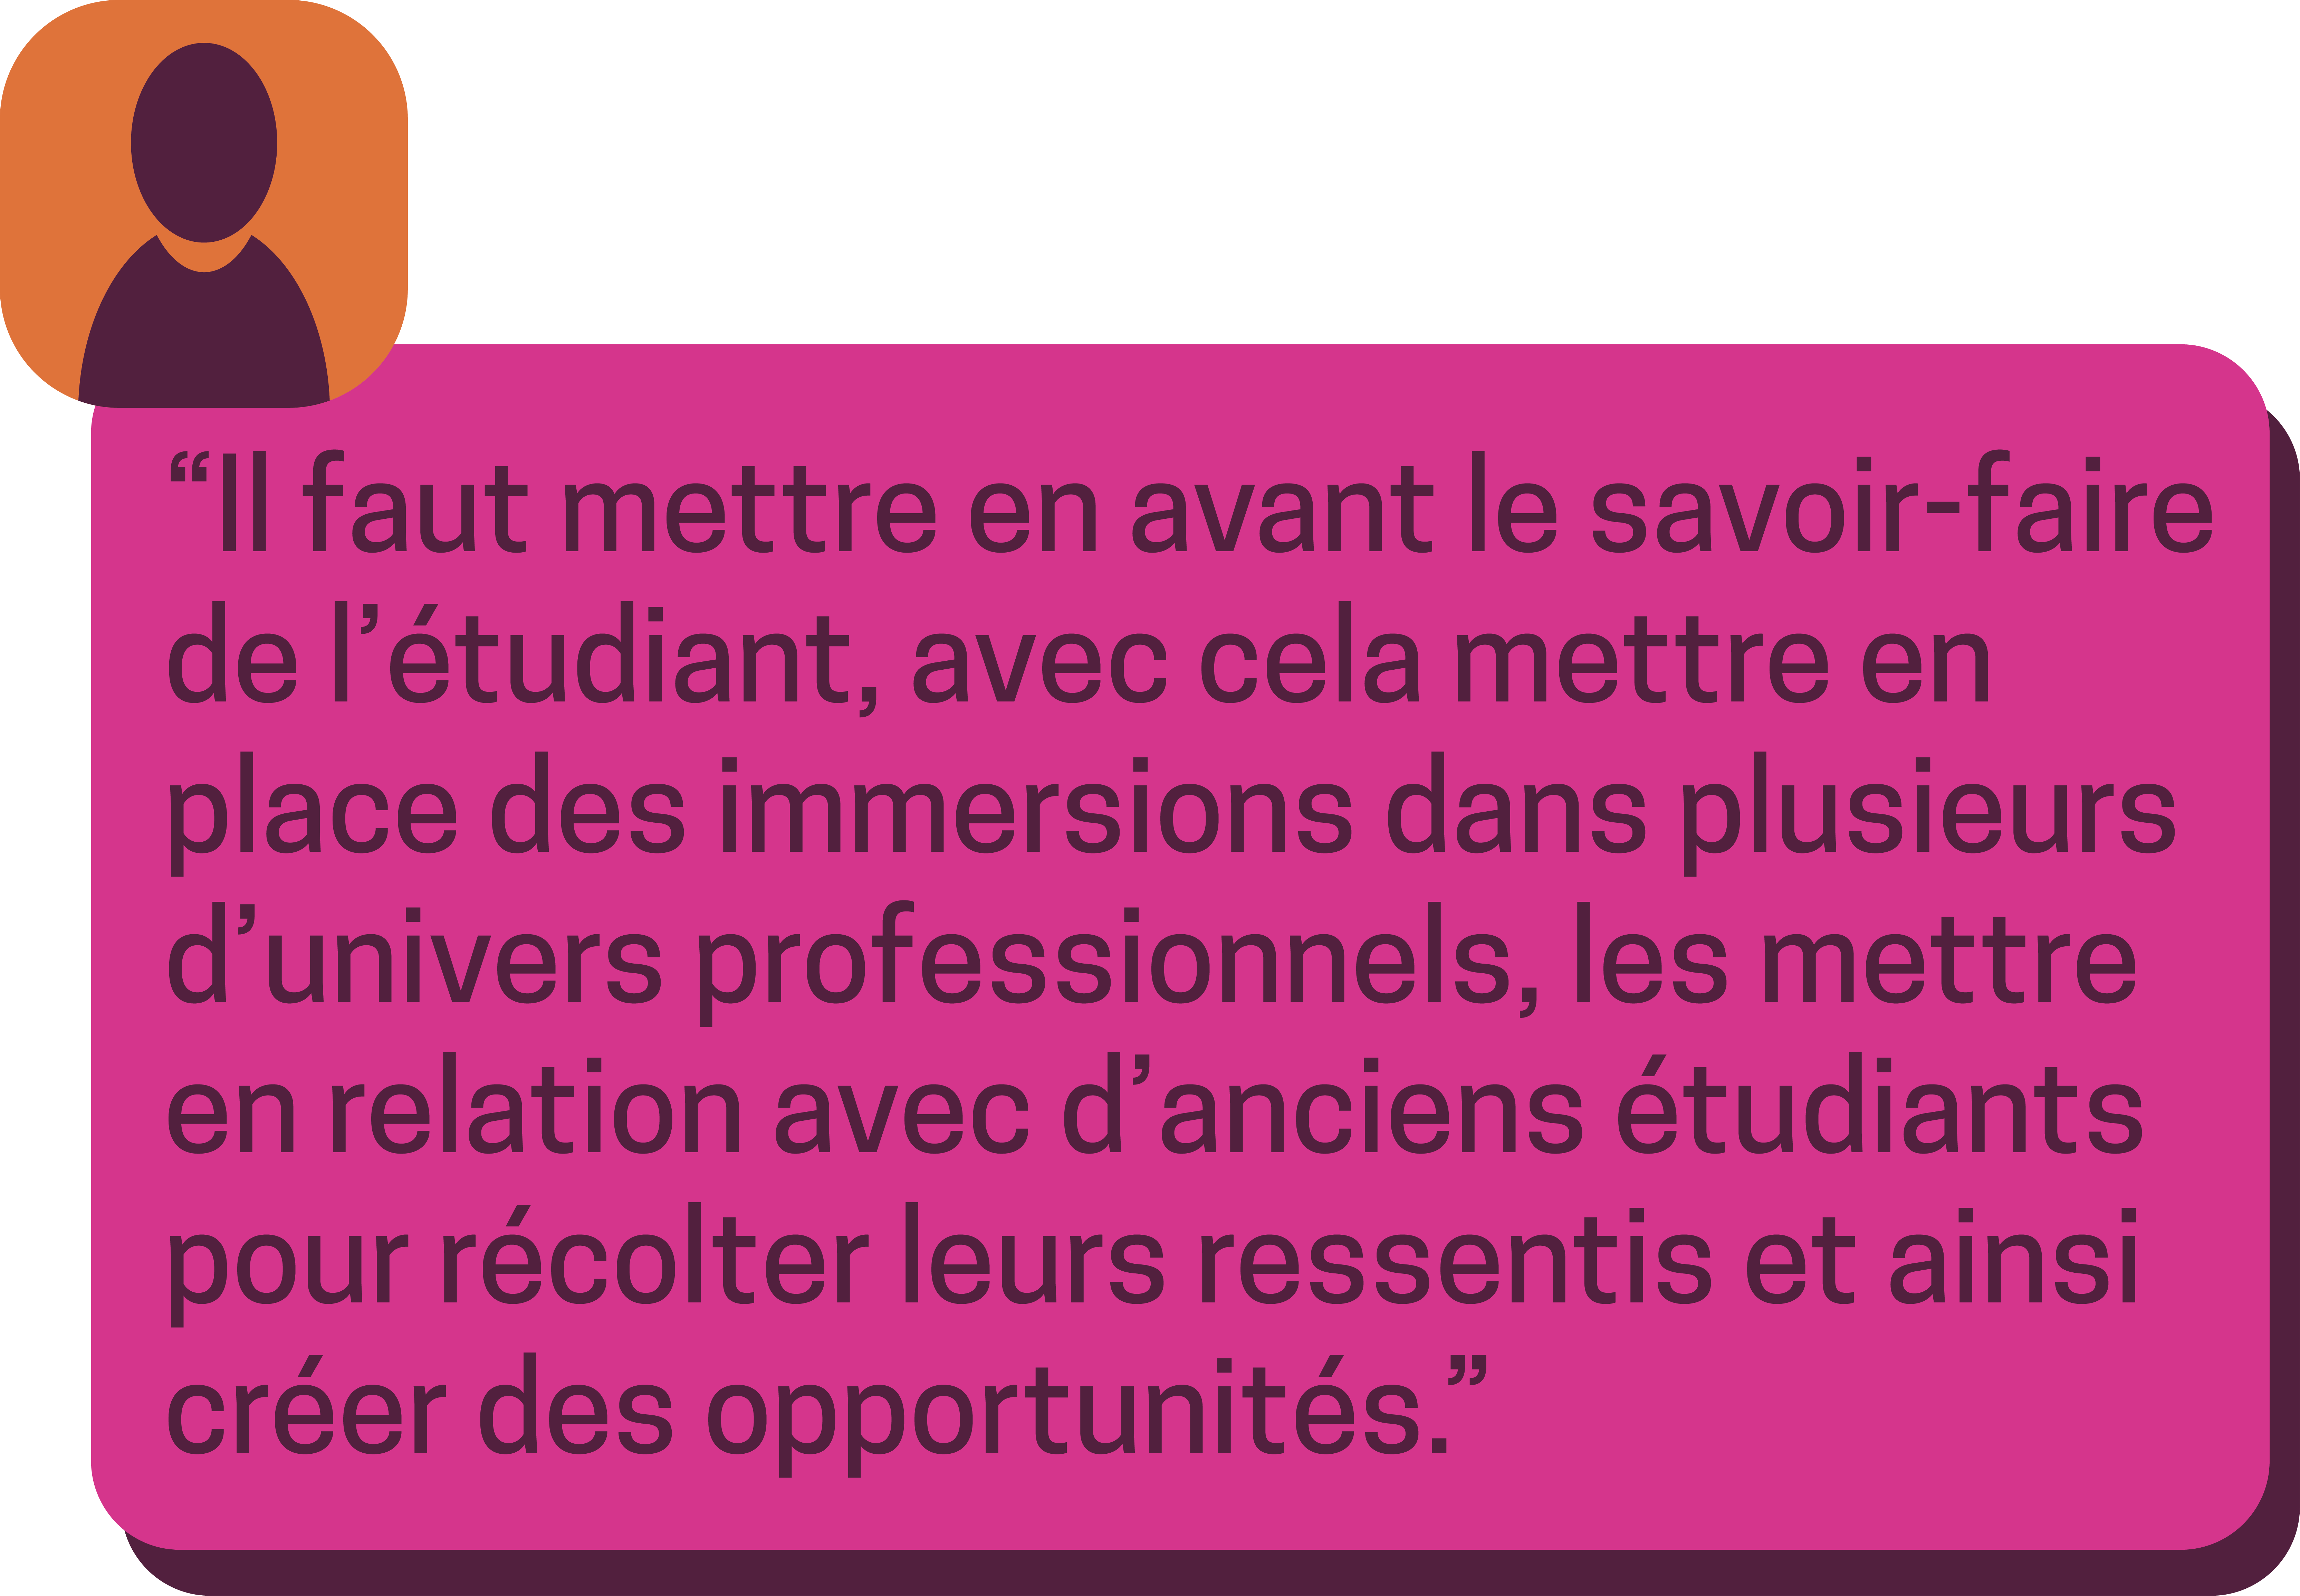 “Il faut mettre en avant le savoir-faire
de l’étudiant, avec cela mettre en
place des immersions dans plusieurs
d’univers professionnels, les mettre
en relation avec d’anciens étudiants
pour récolter leurs ressentis et ainsi
créer des opportunités.”